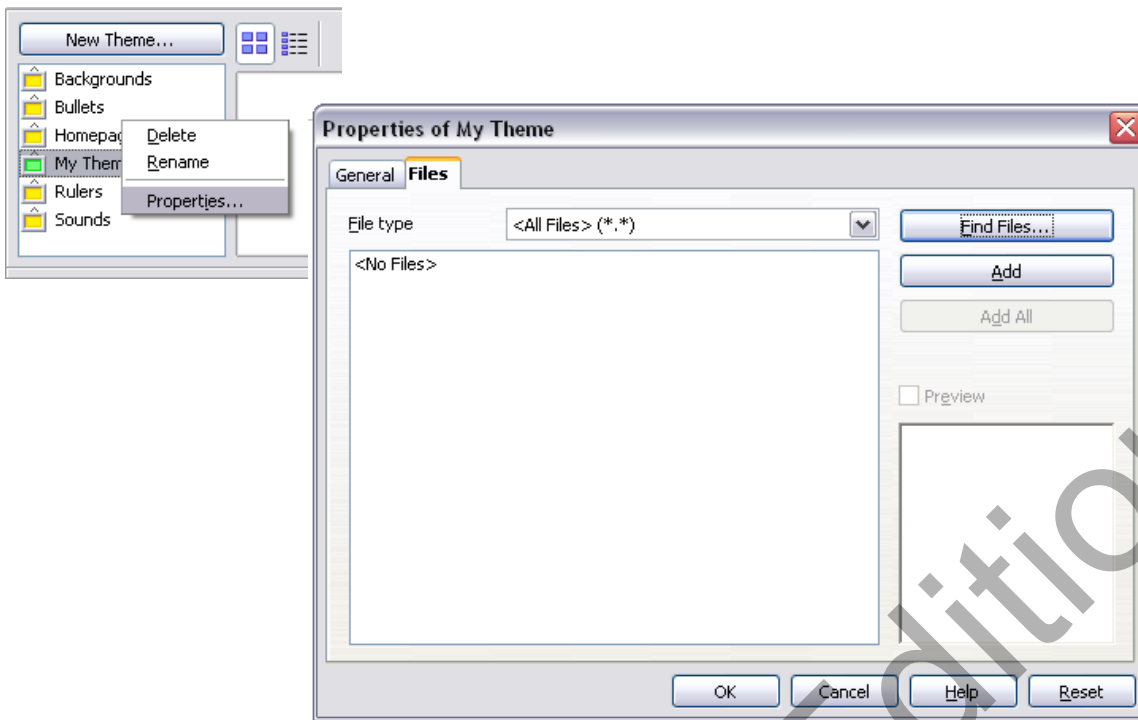 New Theme...
Backgrounds
Bullets
Homepag
My Them
Rulers
Sounds
Delete
Rename
Properties...
Properties of My Theme
General Files
File type <All Files> (*.*) Find Files...
<No Files>
Add
Add All
Preview
OK Cancel Help Reset